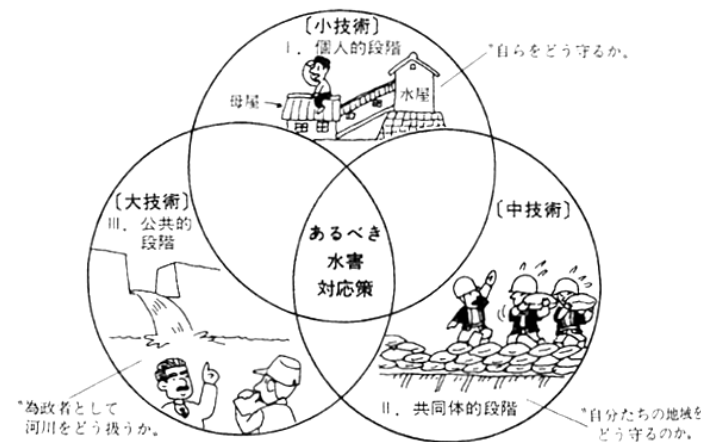 〔小技術〕
I．個人的段階
"自らをどう守るか。
母屋
水屋
〔大技術〕
III．公共的
段階
〔中技術〕
あるべき
水害
対応策
"為政者として
河川をどう扱うか。
II．共同体的段階
"自分たちの地域を
どう守るのか。